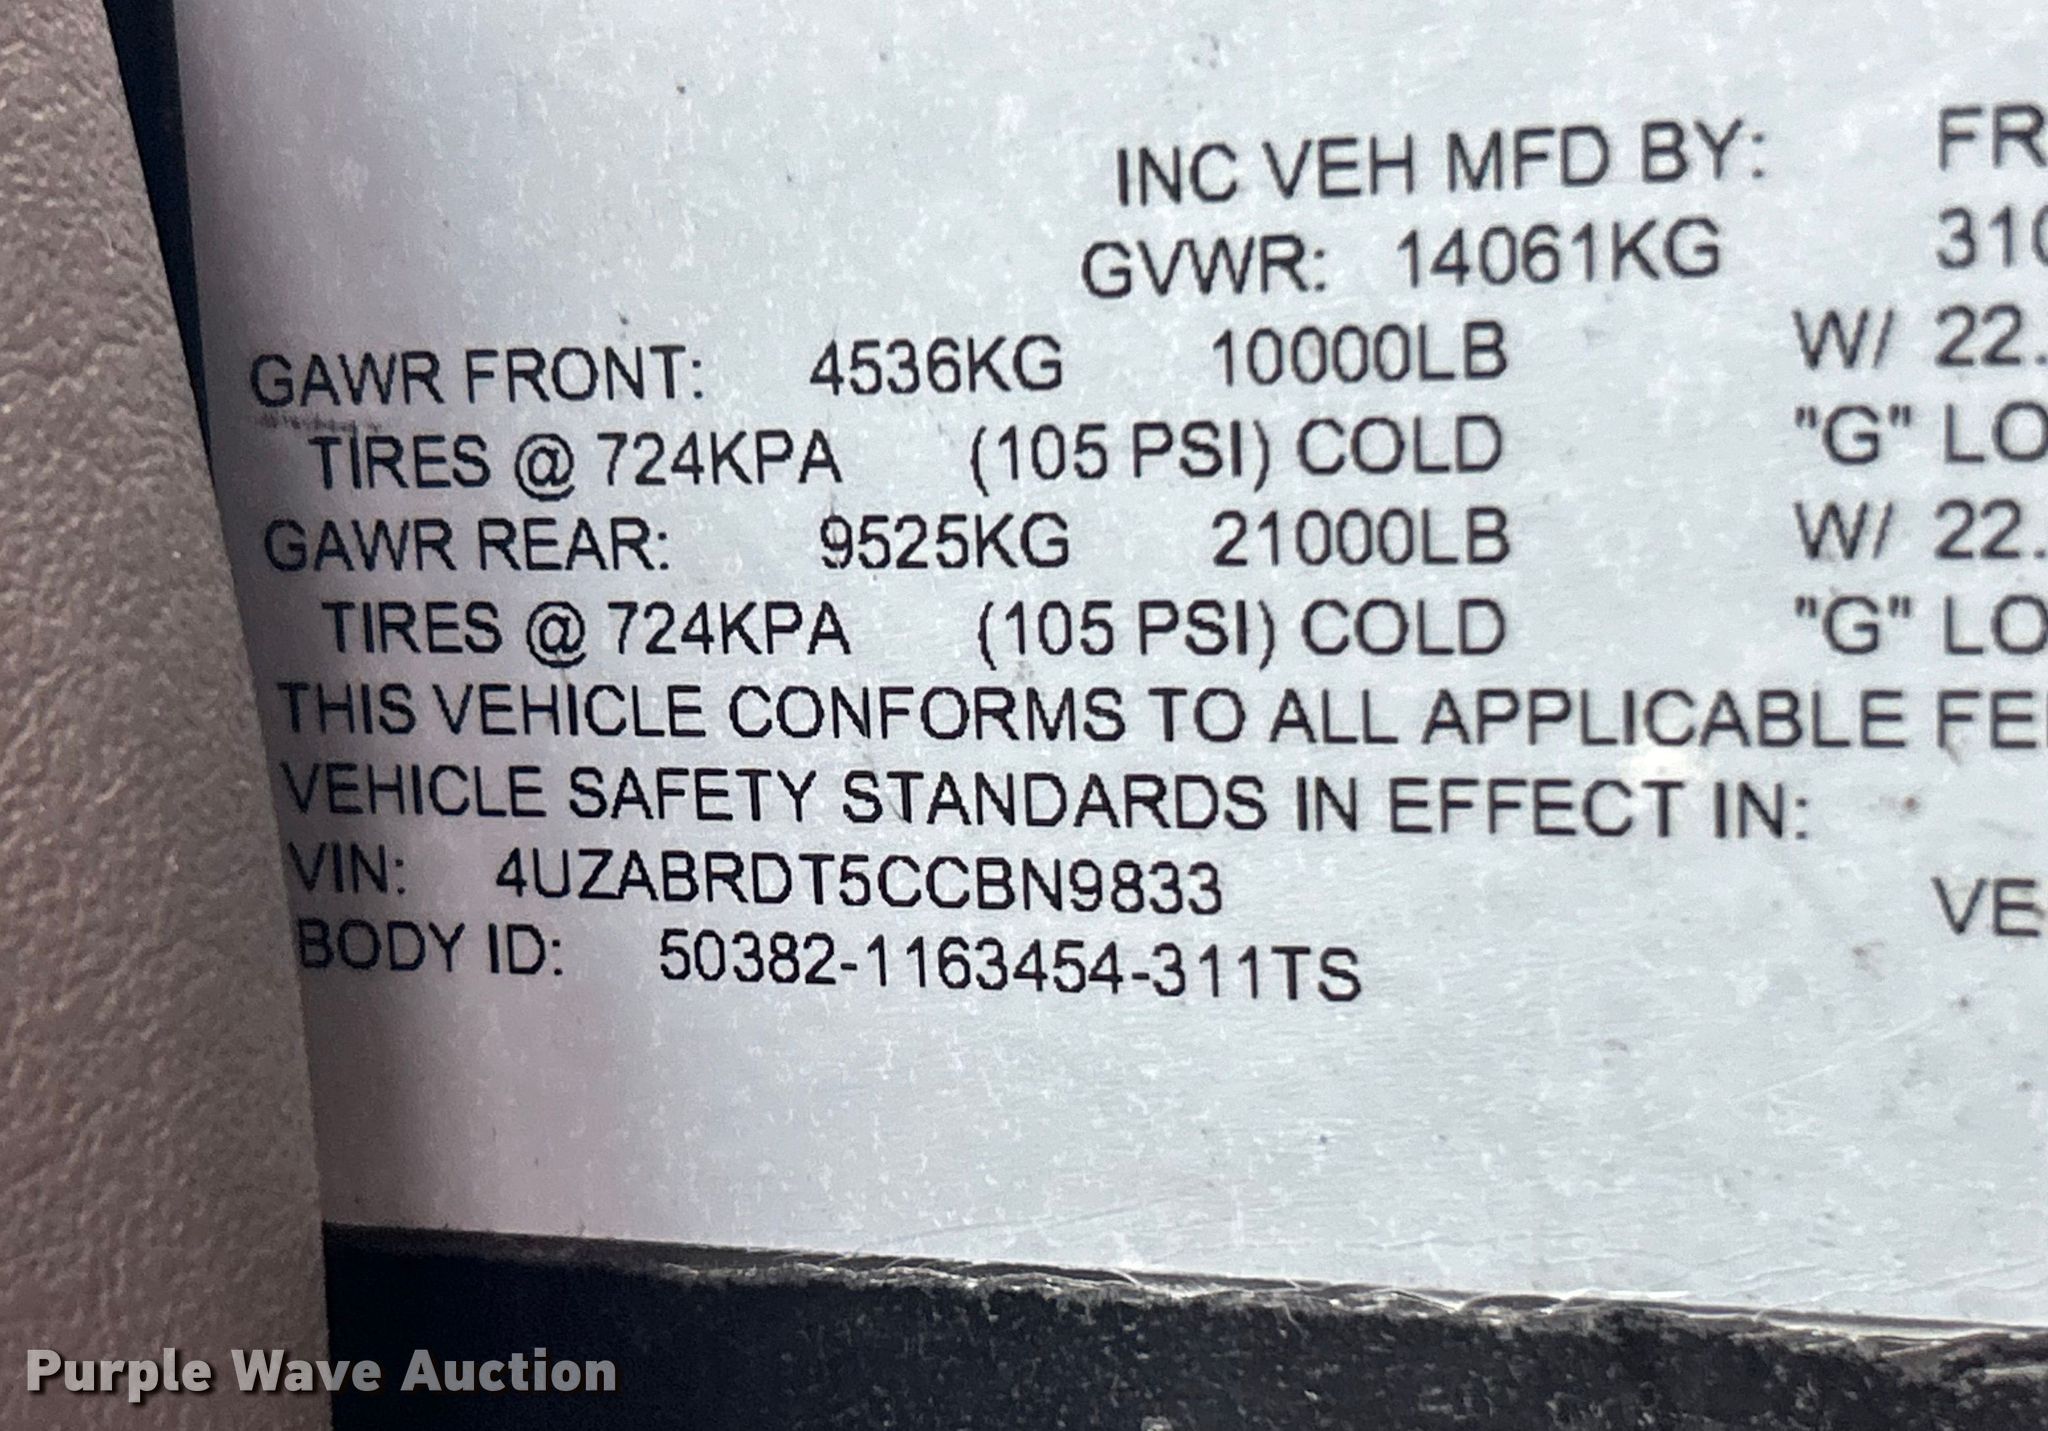 INC VEH MFD BY: FR
GVWR: 14061KG 310
GAWR FRONT: 4536KG 10000LB W/ 22.
TIRES @ 724KPA (105 PSI) COLD "G" LO
GAWR REAR: 9525KG 21000LB W/ 22.
TIRES @ 724KPA (105 PSI) COLD "G" LO
THIS VEHICLE CONFORMS TO ALL APPLICABLE FE
VEHICLE SAFETY STANDARDS IN EFFECT IN:
VIN: 4UZABRDT5CCBN9833 VE
BODY ID: 50382-1163454-311TS
Purple Wave Auction